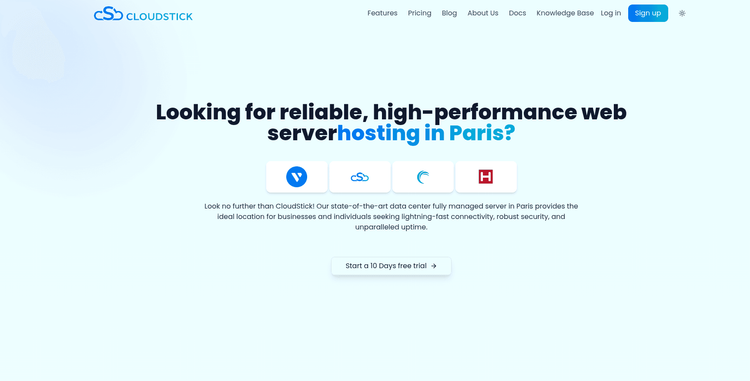 CLOUDSTICK
Features Pricing Blog About Us Docs Knowledge Base Log in Sign up
Looking for reliable, high-performance web
serverhosting in Paris?
Look no further than CloudStick! Our state-of-the-art data center fully managed server in Paris provides the
ideal location for businesses and individuals seeking lightning-fast connectivity, robust security, and
unparalleled uptime.
Start a 10 Days free trial →